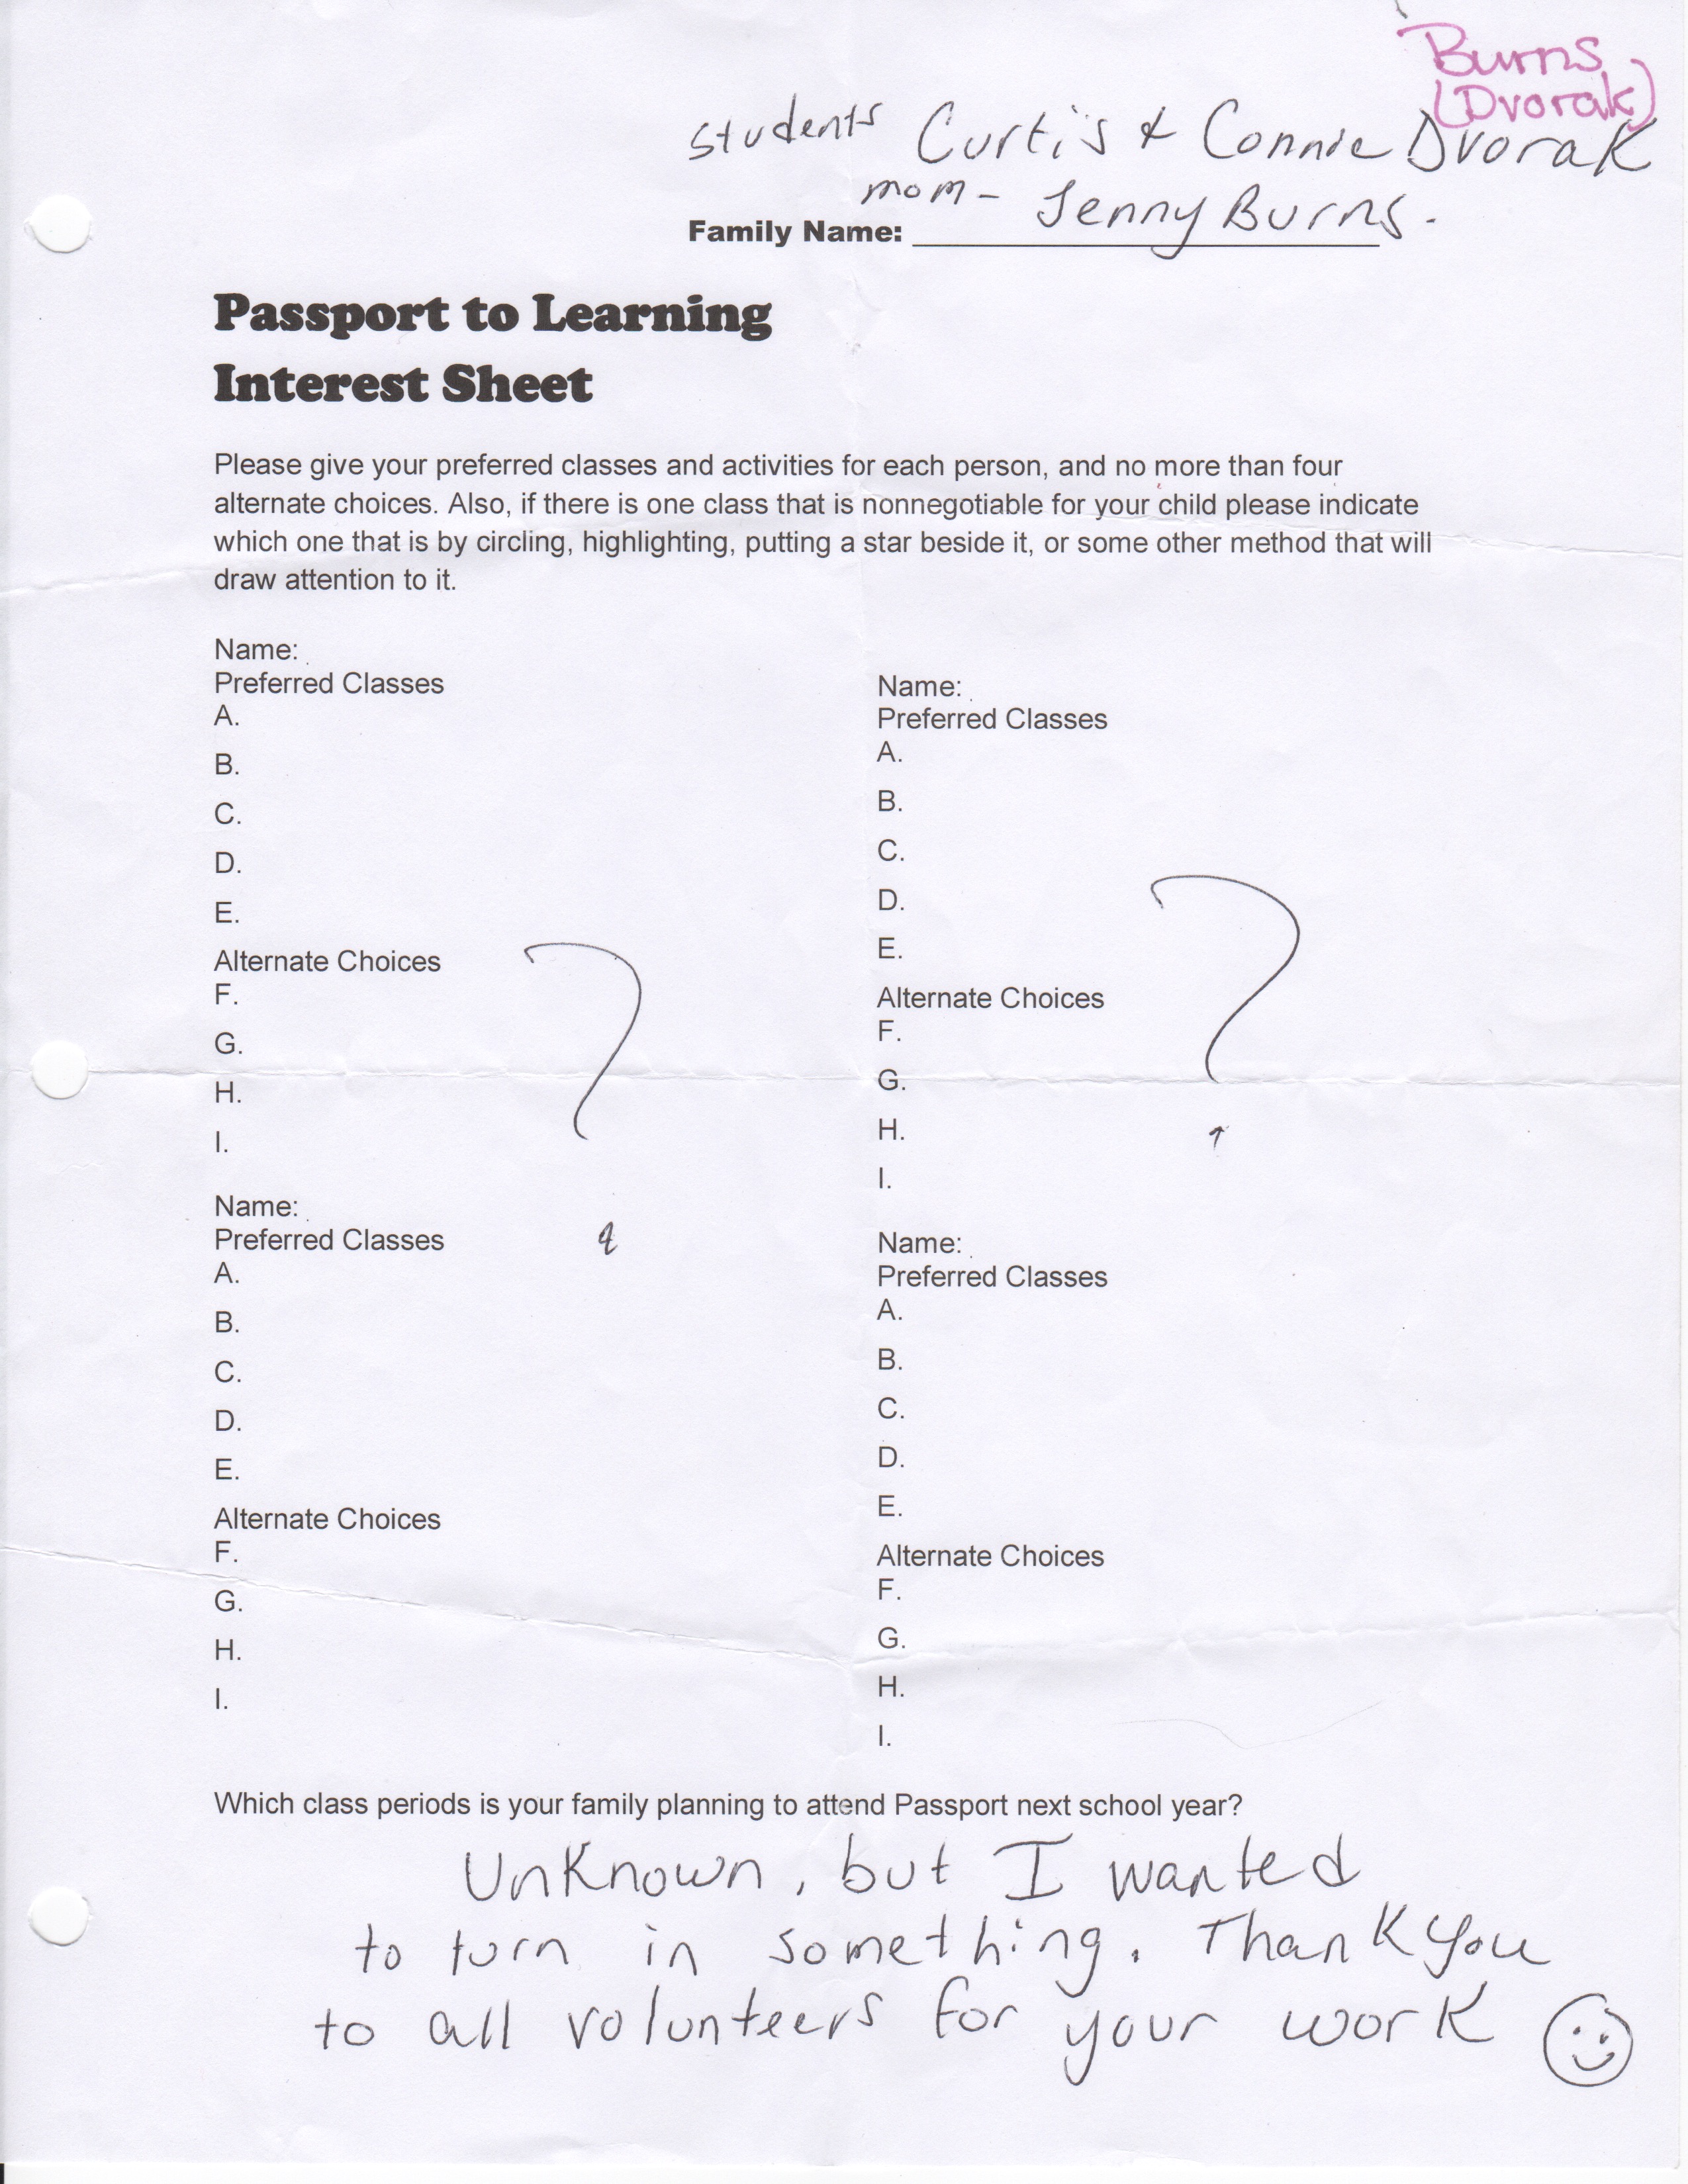 Burns
(Dvorak)
Students Curtis & Connie Dvorak
mom - Jenny Burns.
Family Name:
Passport to Learning
Interest Sheet
Please give your preferred classes and activities for each person, and no more than four
alternate choices. Also, if there is one class that is nonnegotiable for your child please indicate
which one that is by circling, highlighting, putting a star beside it, or some other method that will
draw attention to it.
Name:
Preferred Classes
A.
B.
C.
D.
E.
Alternate Choices
F.
G.
H.
I.
?
Name:
Preferred Classes
A.
B.
C.
D.
E.
Alternate Choices
F.
G.
H.
I.
?
Name:
Preferred Classes
A.
B.
C.
D.
E.
Alternate Choices
F.
G.
H.
I.
Name:
Preferred Classes
A.
B.
C.
D.
E.
Alternate Choices
F.
G.
H.
I.
Which class periods is your family planning to attend Passport next school year?
Unknown, but I wanted
to turn in something. Thank you
to all volunteers for your work